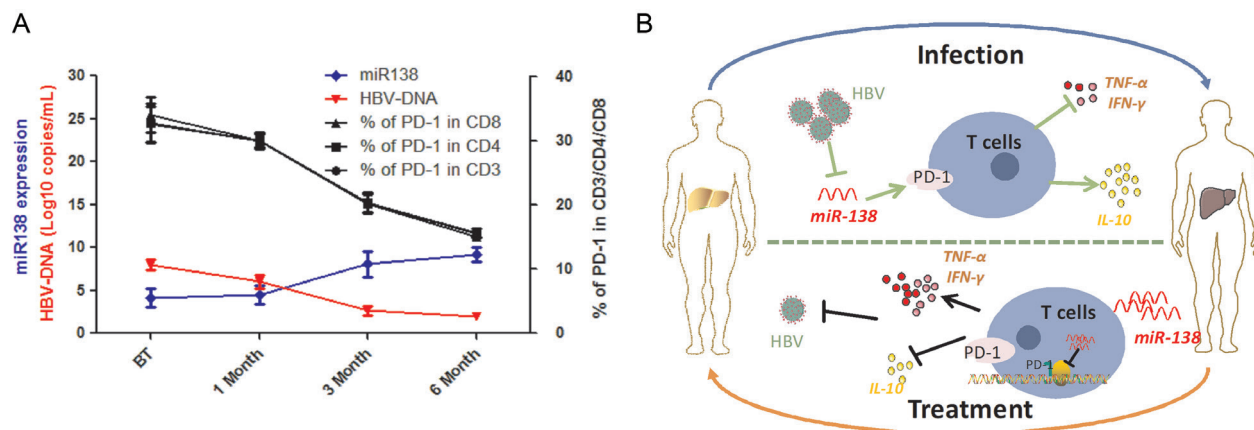 A
miR138 expression
HBV-DNA (Log10 copies/mL)
30
25
20
15
10
5
0
miR138
HBV-DNA
% of PD-1 in CD8
% of PD-1 in CD4
% of PD-1 in CD3
40
30
20
10
0
% of PD-1 in CD3/CD4/CD8
BT
1 Month
3 Month
6 Month
B
Infection
HBV
TNF-α
IFN-γ
T cells
PD-1
miR-138
IL-10
TNF-α
IFN-γ
T cells
miR-138
HBV
PD-1
PD-1
IL-10
Treatment